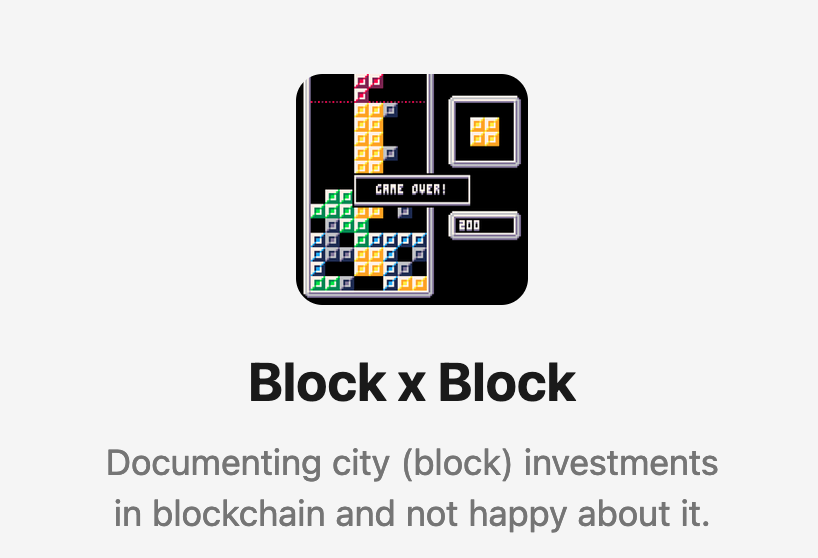 GAME OVER!
200
Block x Block
Documenting city (block) investments
in blockchain and not happy about it.